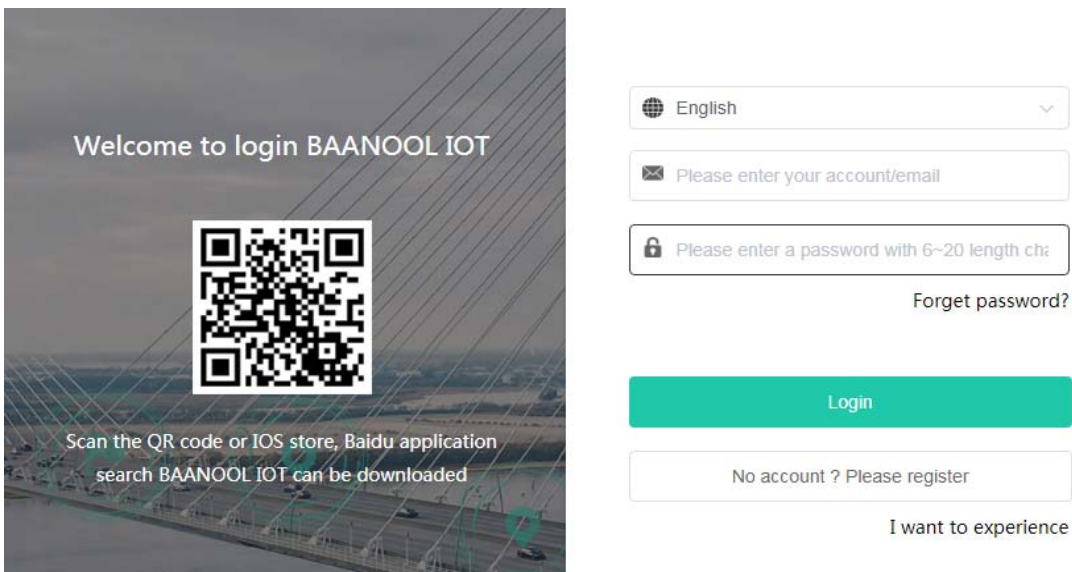 Welcome to login BAANOOL IOT
Scan the QR code or IOS store, Baidu application
search BAANOOL IOT can be downloaded
English
Please enter your account/email
Please enter a password with 6~20 length cha
Forget password?
Login
No account ? Please register
I want to experience